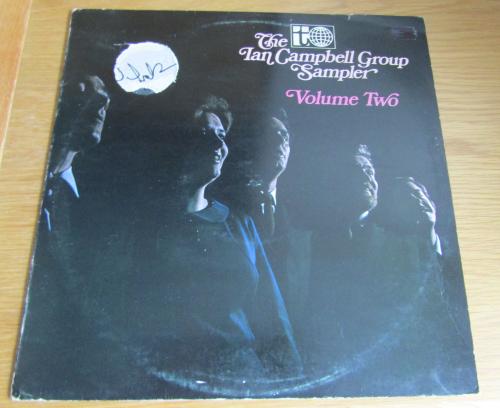 The
Ian Campbell Group
Sampler
Volume Two